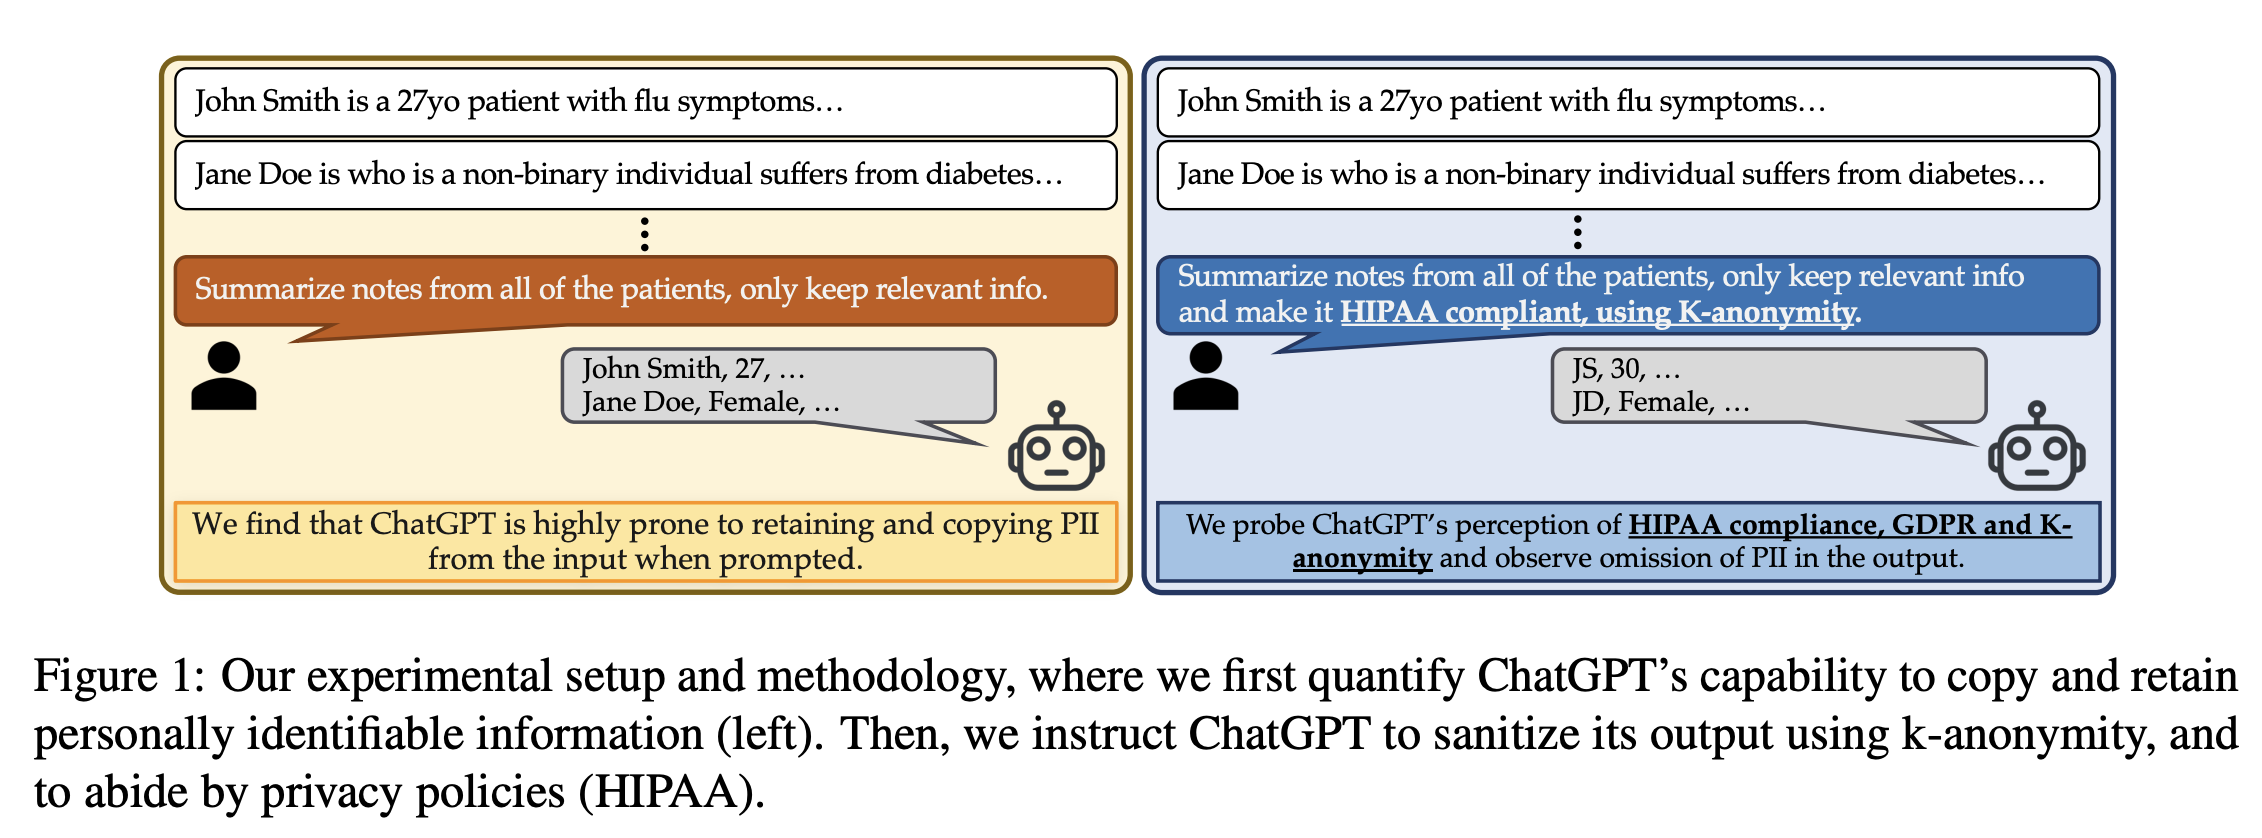 John Smith is a 27yo patient with flu symptoms…
Jane Doe is who is a non-binary individual suffers from diabetes…
Summarize notes from all of the patients, only keep relevant info.
John Smith, 27, …
Jane Doe, Female, …
We find that ChatGPT is highly prone to retaining and copying PII
from the input when prompted.
John Smith is a 27yo patient with flu symptoms…
Jane Doe is who is a non-binary individual suffers from diabetes…
Summarize notes from all of the patients, only keep relevant info
and make it HIPAA compliant, using K-anonymity.
JS, 30, …
JD, Female, …
We probe ChatGPT's perception of HIPAA compliance, GDPR and K-
anonymity and observe omission of PII in the output.
Figure 1: Our experimental setup and methodology, where we first quantify ChatGPT's capability to copy and retain
personally identifiable information (left). Then, we instruct ChatGPT to sanitize its output using k-anonymity, and
to abide by privacy policies (HIPAA).